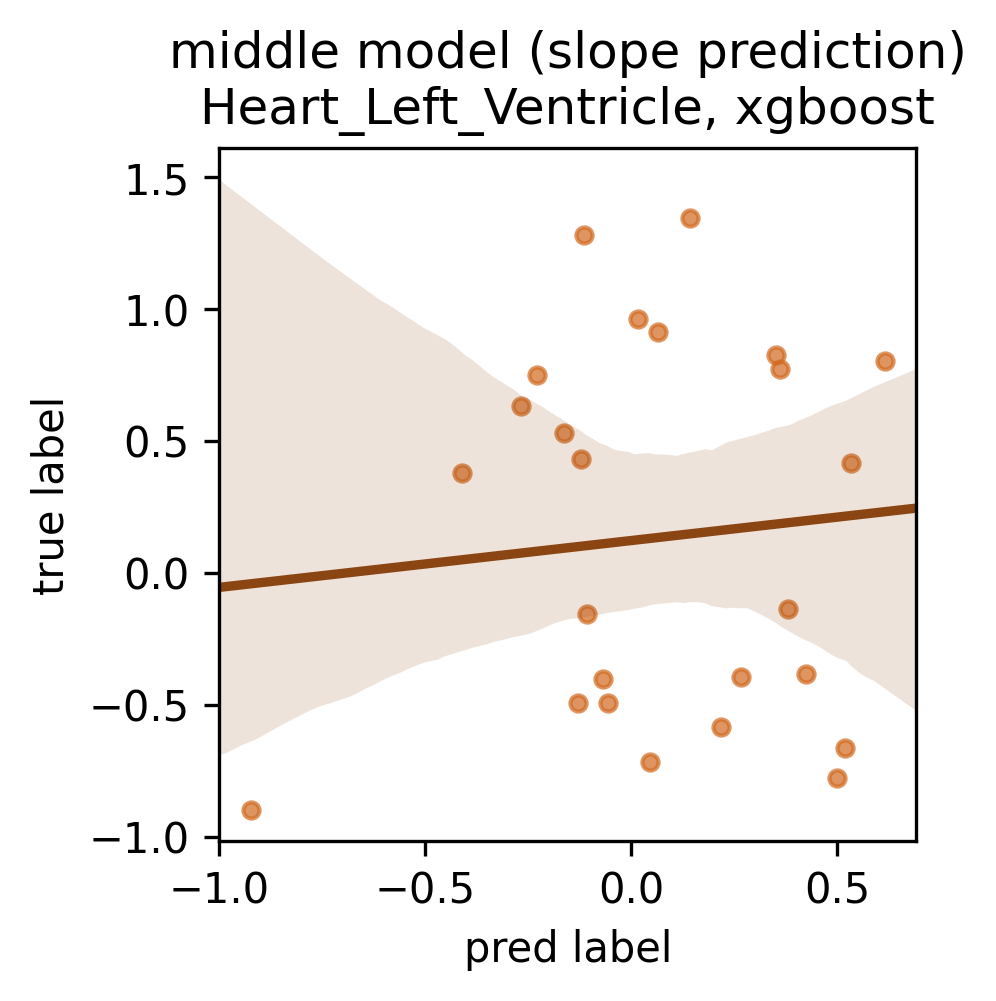 middle model (slope prediction)
Heart_Left_Ventricle, xgboost
1.5
1.0
0.5
0.0
−0.5
−1.0
true label
−1.0
−0.5
0.0
0.5
pred label